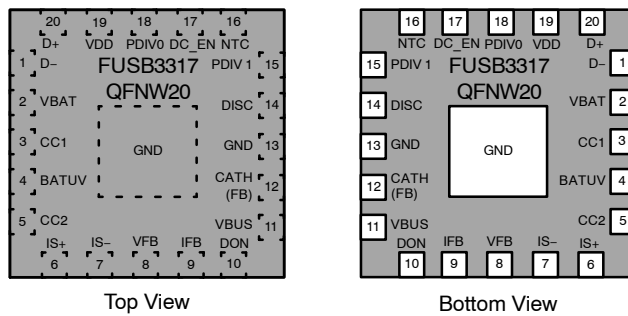 20 19 18 17 16
D+ VDD PDIV0 DC_EN NTC
1 D− FUSB3317 PDIV 1 15
QFNW20
2 VBAT DISC 14
3 CC1 GND GND 13
4 BATUV CATH (FB) 12
5 CC2 VBUS 11
IS+ IS− VFB IFB DON
6 7 8 9 10
Top View
16 17 18 19 20
NTC DC_EN PDIV0 VDD D+
15 PDIV 1 FUSB3317 D− 1
QFNW20
14 DISC VBAT 2
13 GND GND CC1 3
12 CATH (FB) BATUV 4
11 VBUS CC2 5
DON IFB VFB IS− IS+
10 9 8 7 6
Bottom View